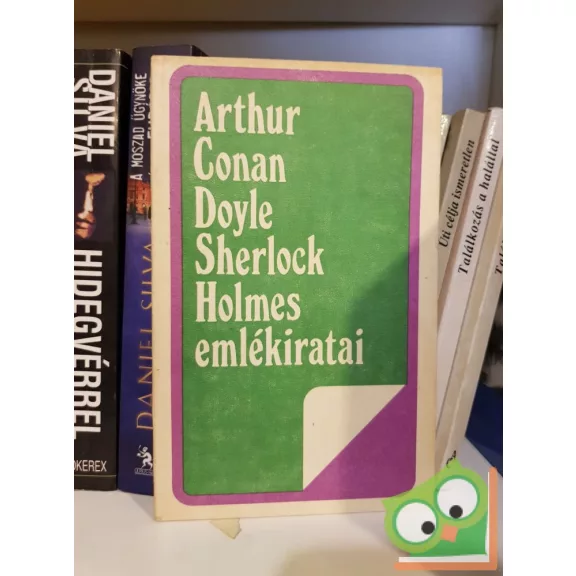 DANIEL
SILVA
HIDEGVÉRREL
A MOSZAD ÜGYNÖKE
DANIEL SILVA
Arthur
Conan
Doyle
Sherlock
Holmes
emlékiratai
Úti célja ismeretlen
Találkozás a halállal